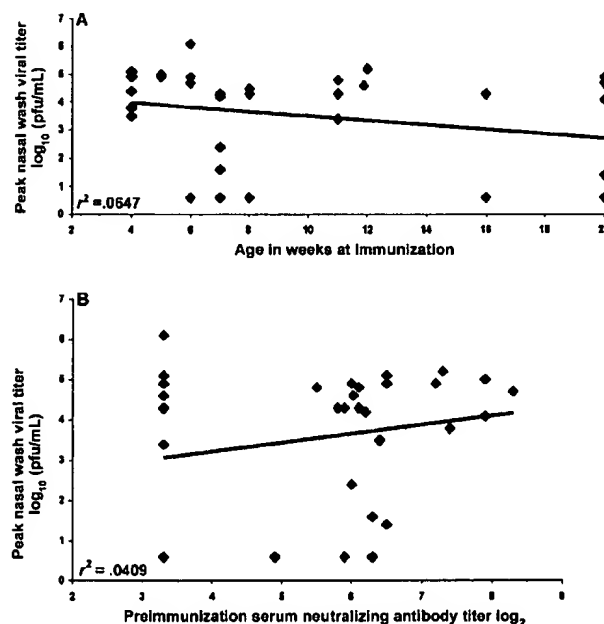 A
Peak nasal wash viral titer
log10 (pfu/mL)
7
6
5
4
3
2
1
0
r2 =.0647
2 4 6 8 10 12 14 16 18 20
Age in weeks at Immunization
B
Peak nasal wash viral titer
log10 (pfu/mL)
7
6
5
4
3
2
1
0
r2 = .0409
2 3 4 5 6 7 8 9
Preimmunization serum neutralizing antibody titer log2